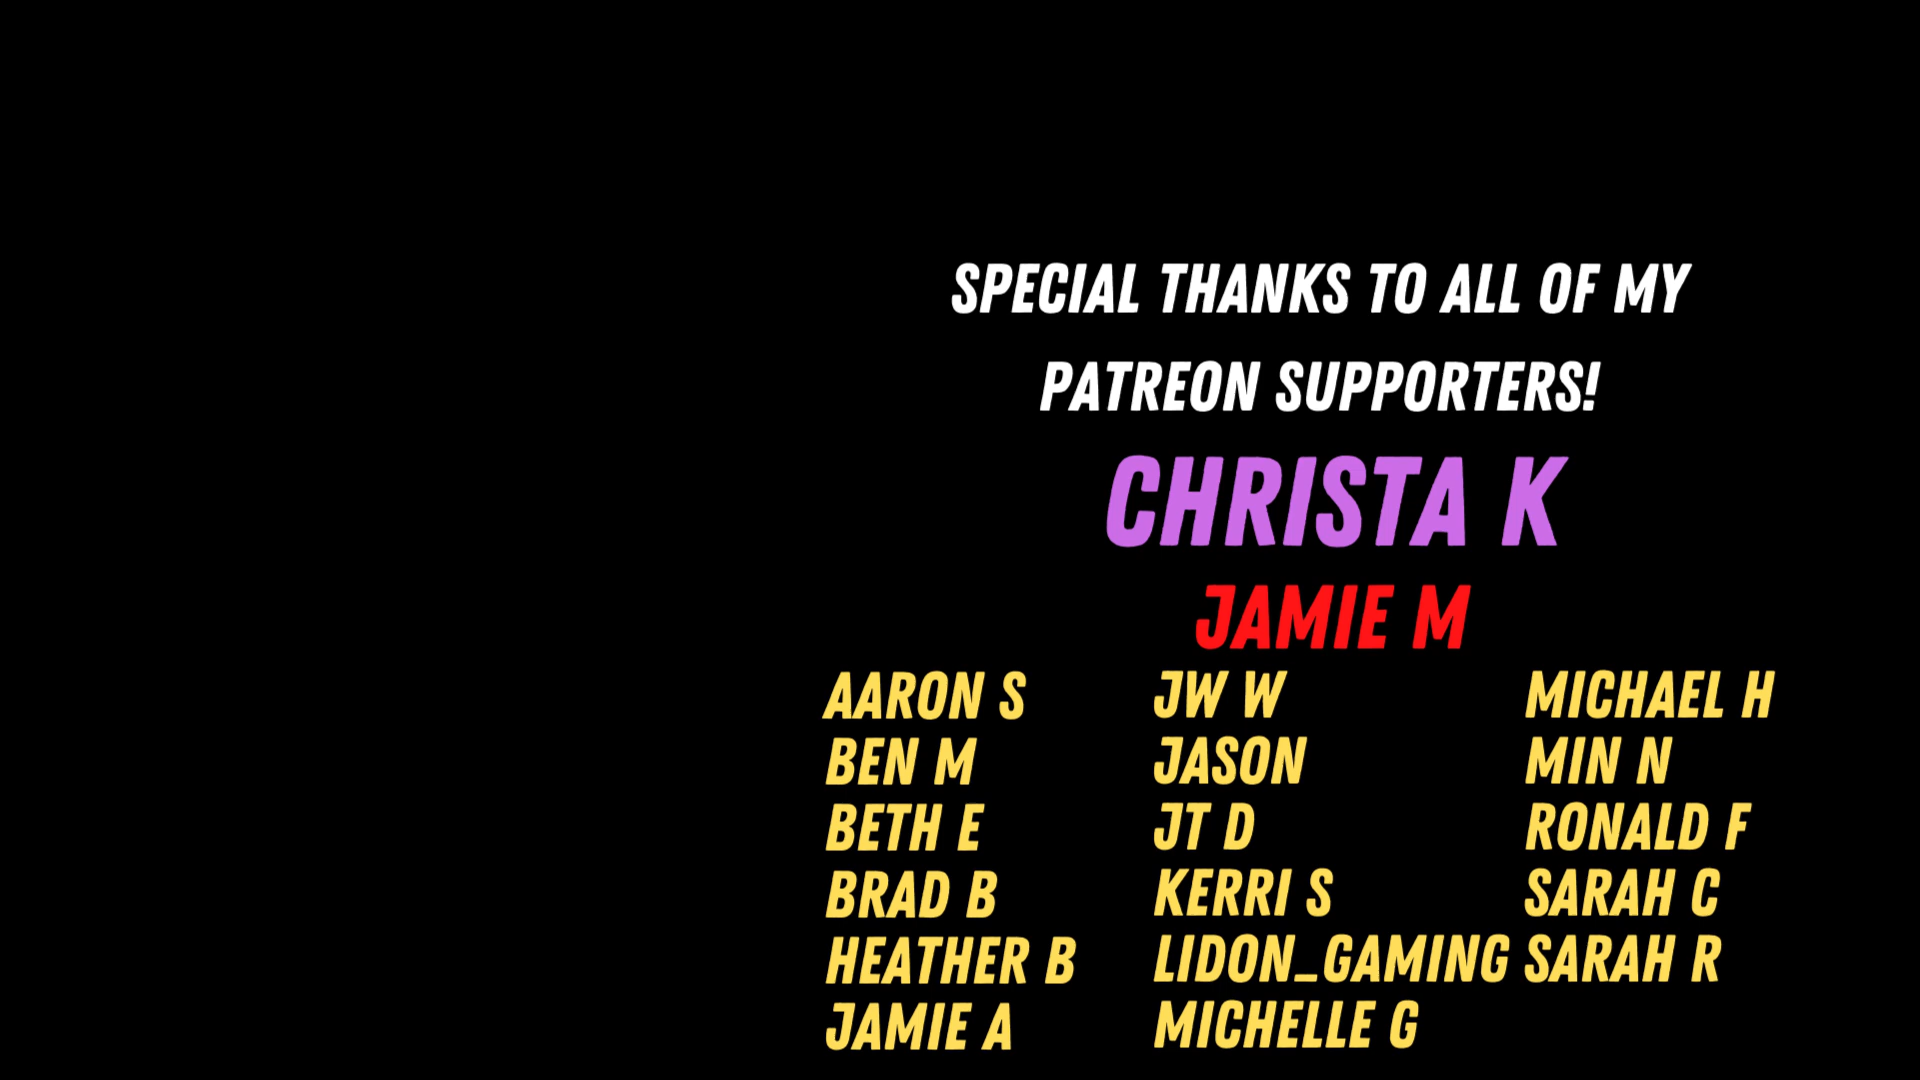 SPECIAL THANKS TO ALL OF MY
PATREON SUPPORTERS!
CHRISTA K
JAMIE M
AARON S
BEN M
BETH E
BRAD B
HEATHER B
JAMIE A
JW W
JASON
JT D
KERRI S
LIDON_GAMING
MICHELLE G
MICHAEL H
MIN N
RONALD F
SARAH C
SARAH R